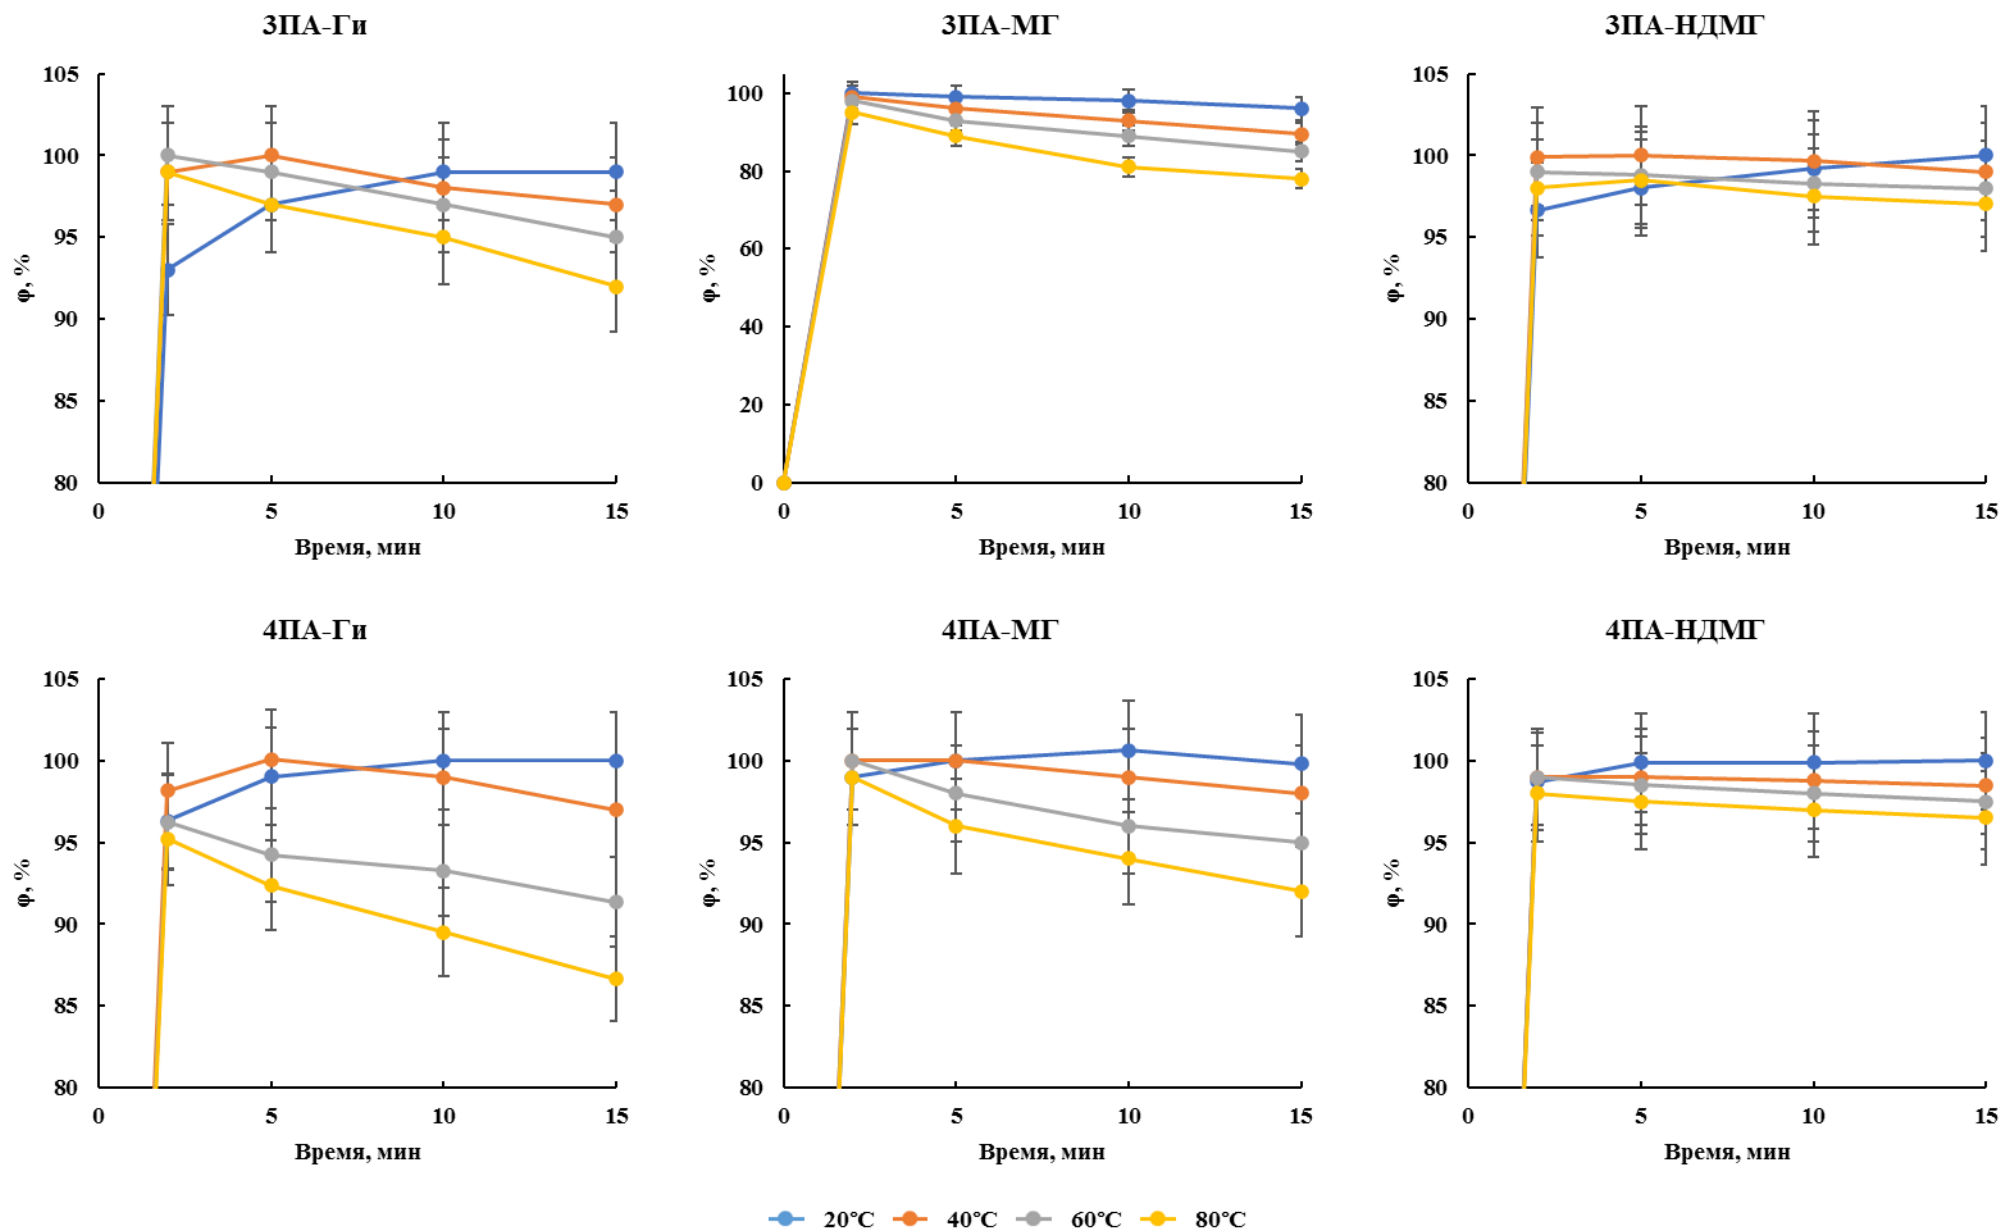 3ПА-Ги
105
100
95
90
85
80
φ, %
0 5 10 15
Время, мин
3ПА-МГ
100
80
60
40
20
0
φ, %
0 5 10 15
Время, мин
3ПА-НДМГ
105
100
95
90
85
80
φ, %
0 5 10 15
Время, мин
4ПА-Ги
105
100
95
90
85
80
φ, %
0 5 10 15
Время, мин
4ПА-МГ
105
100
95
90
85
80
φ, %
0 5 10 15
Время, мин
4ПА-НДМГ
105
100
95
90
85
80
φ, %
0 5 10 15
Время, мин
20°С 40°С 60°С 80°С